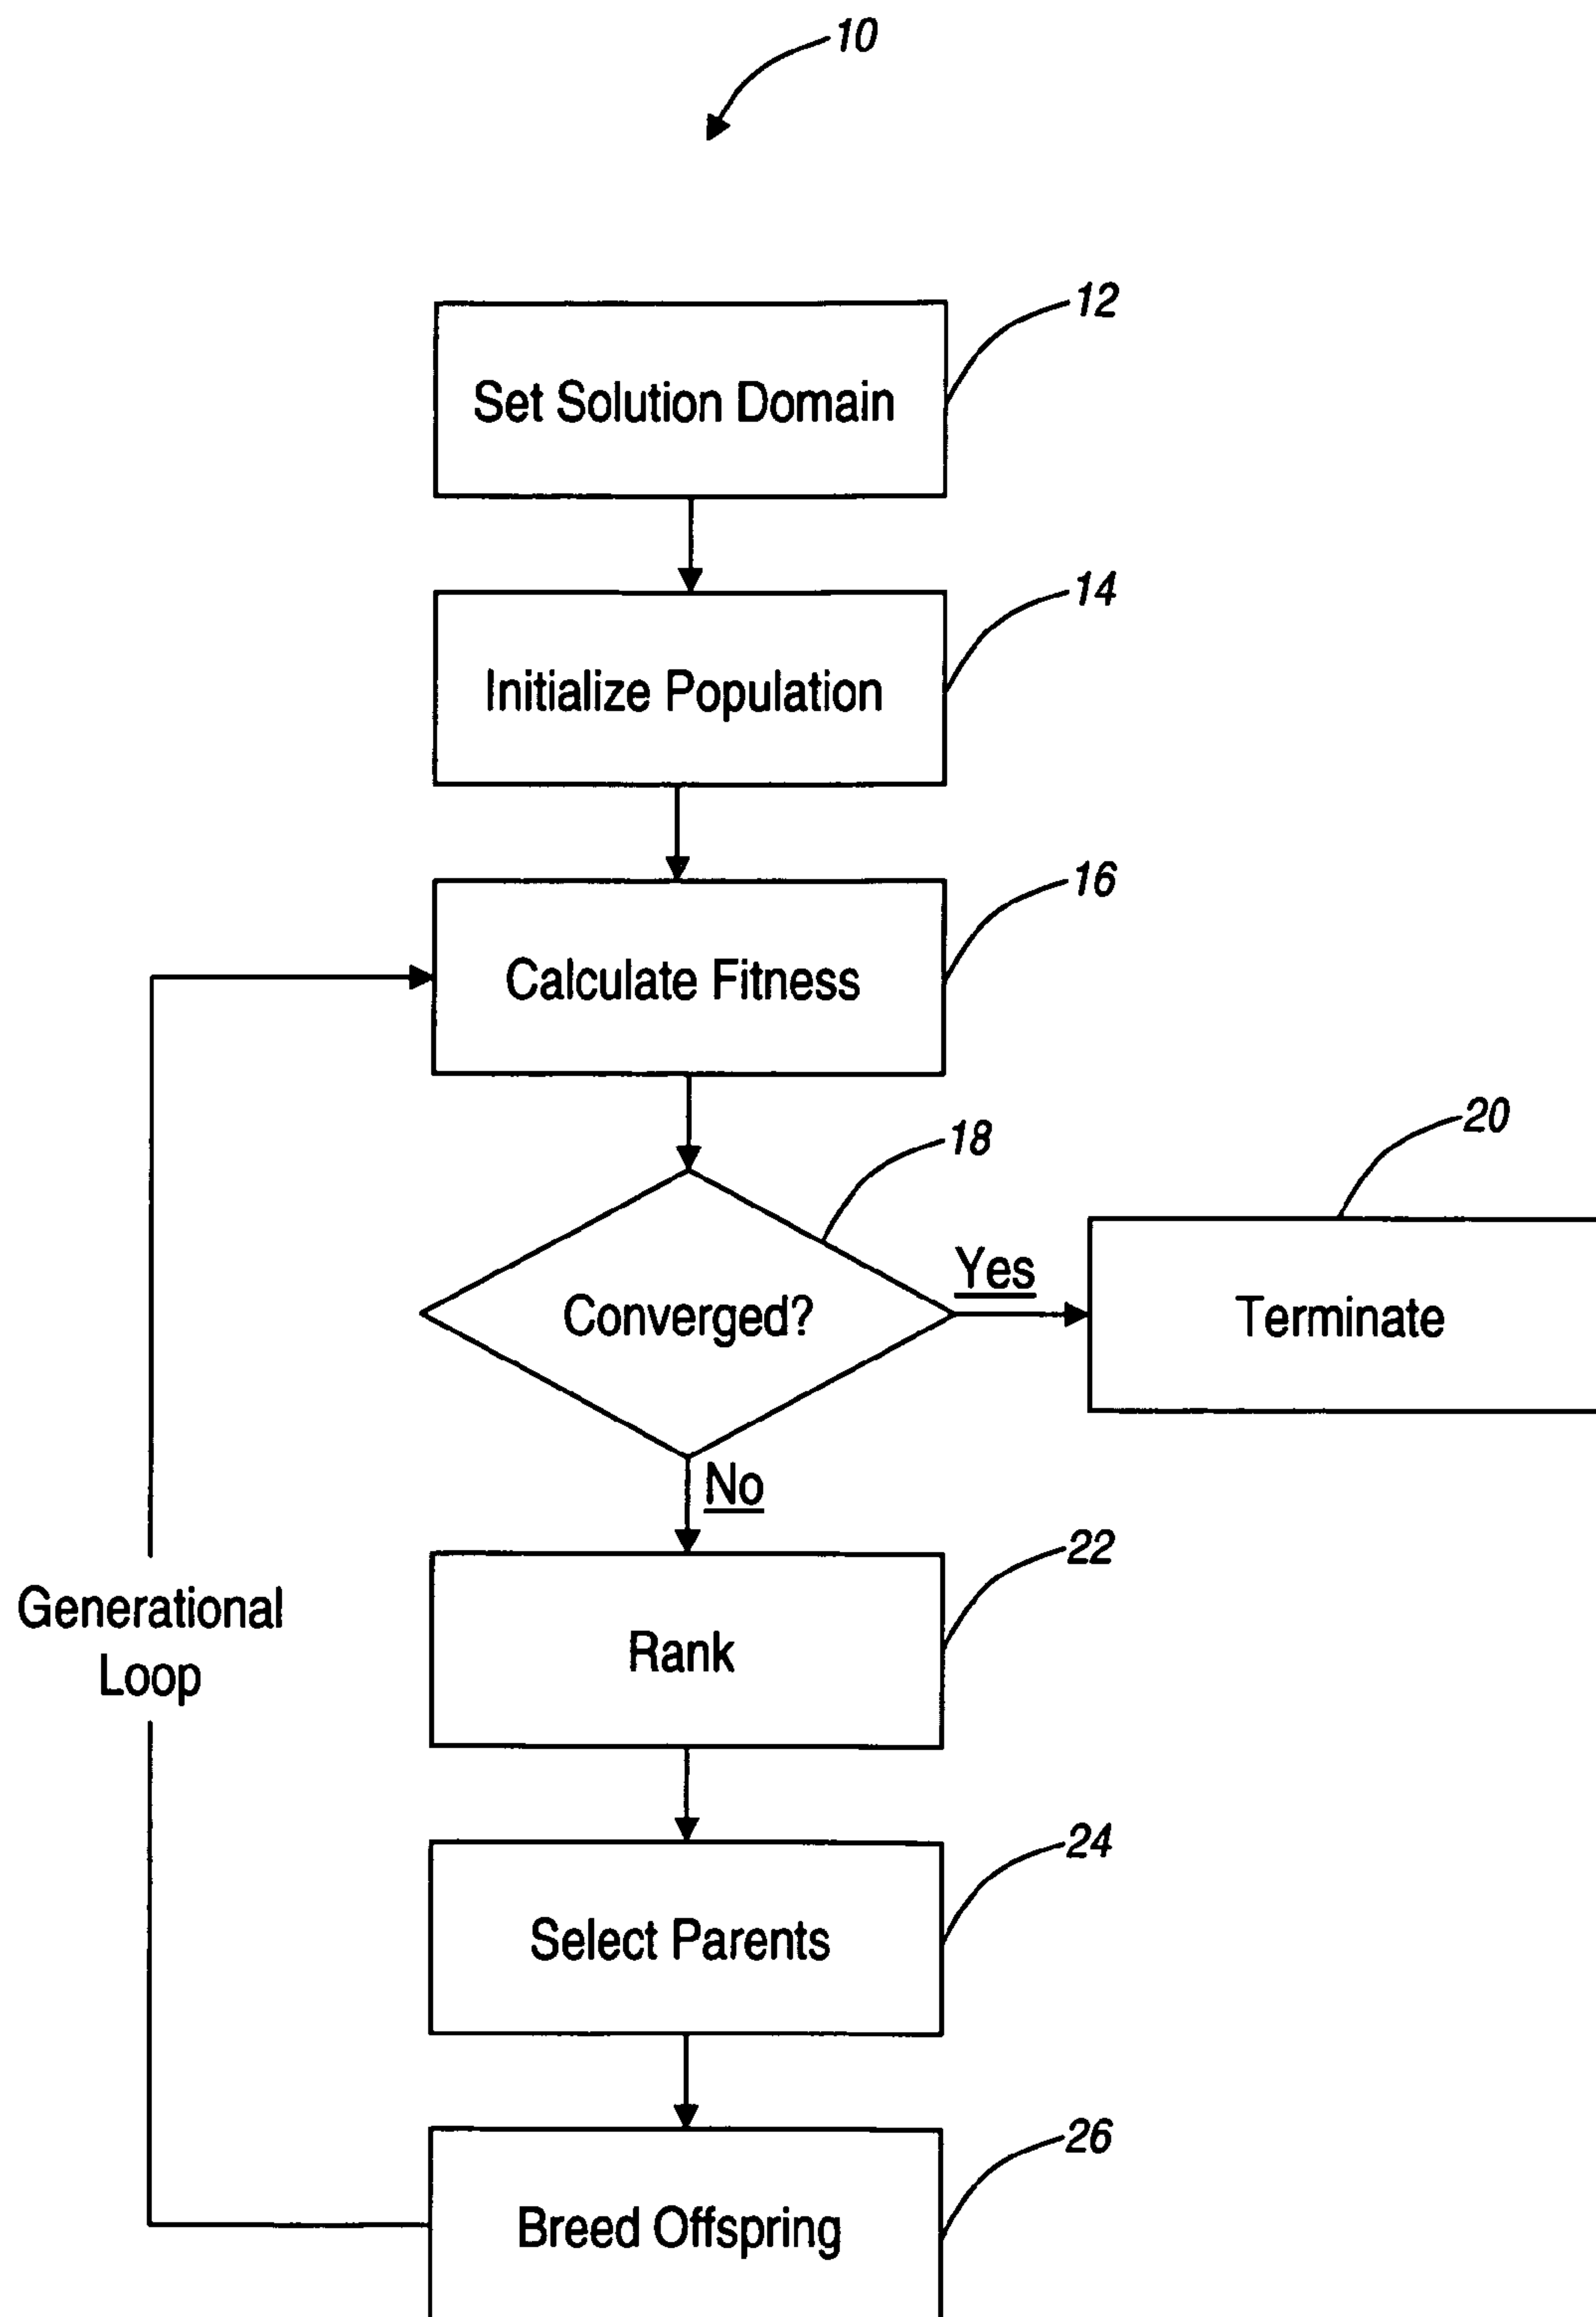 10
12
Set Solution Domain
14
Initialize Population
16
Calculate Fitness
18
20
Yes
Converged?
Terminate
No
22
Generational
Loop
Rank
24
Select Parents
26
Breed Offspring